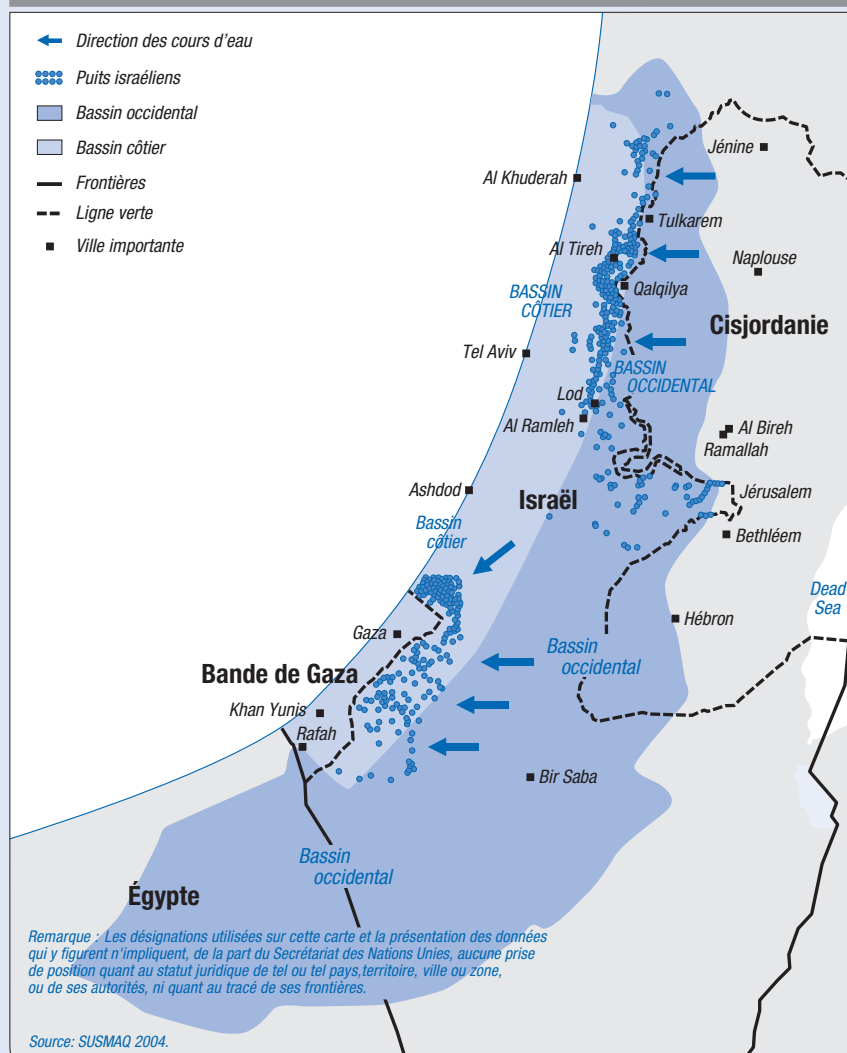 Direction des cours d'eau
Puits israéliens
Bassin occidental
Bassin côtier
Frontières
Ligne verte
Ville importante
Jénine
Al Khuderah
Tulkarem
Al Tireh
Naplouse
Qalqilya
BASSIN
CÔTIER
Cisjordanie
Tel Aviv
BASSIN
OCCIDENTAL
Lod
Al Ramleh
Al Bireh
Ramallah
Ashdod
Israël
Jérusalem
Bassin
côtier
Bethléem
Dead
Sea
Hébron
Gaza
Bassin
occidental
Bande de Gaza
Khan Yunis
Rafah
Bir Saba
Bassin
occidental
Égypte
Remarque : Les désignations utilisées sur cette carte et la présentation des données
qui y figurent n'impliquent, de la part du Secrétariat des Nations Unies, aucune prise
de position quant au statut juridique de tel ou tel pays,territoire, ville ou zone,
ou de ses autorités, ni quant au tracé de ses frontières.
Source: SUSMAQ 2004.